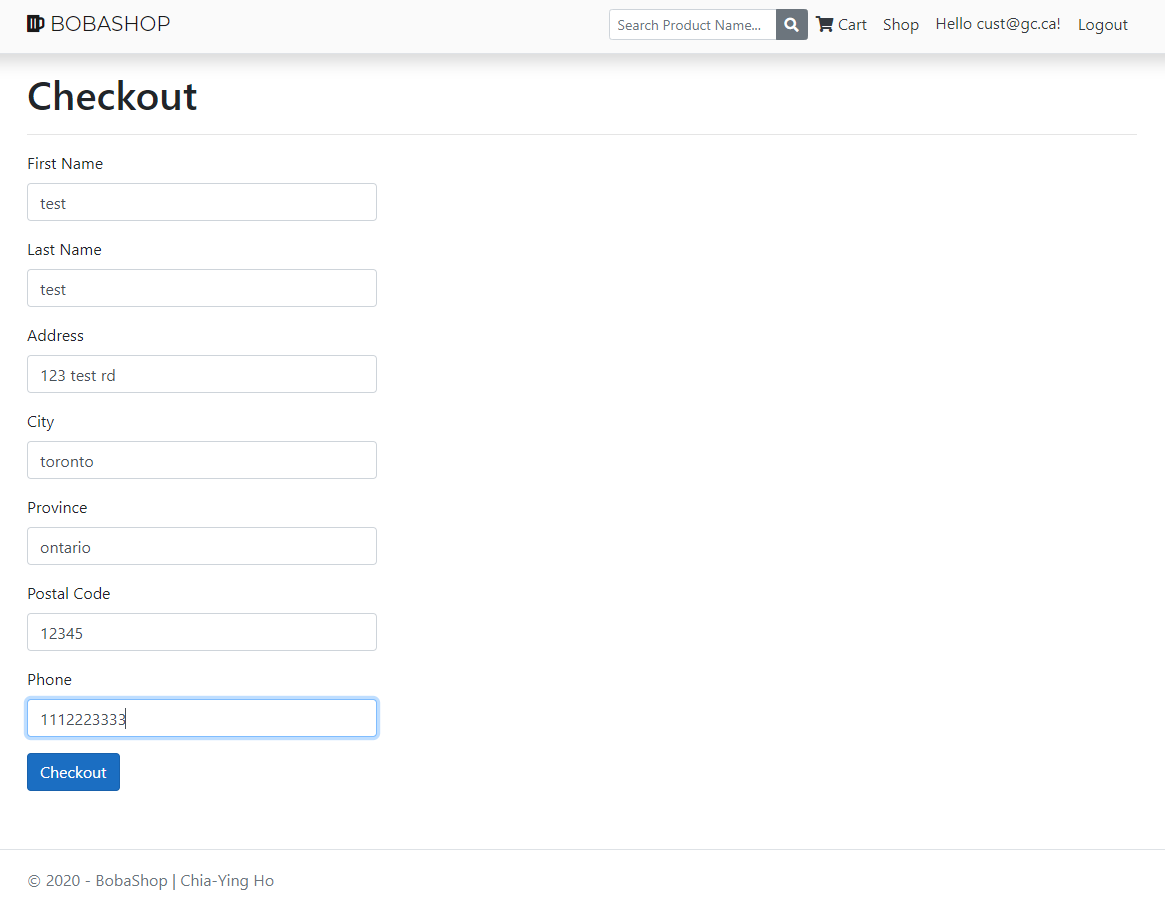 BOBASHOP
Search Product Name... Cart Shop Hello cust@gc.ca! Logout
Checkout
First Name
test
Last Name
test
Address
123 test rd
City
toronto
Province
ontario
Postal Code
12345
Phone
1112223333
Checkout
© 2020 - BobaShop | Chia-Ying Ho